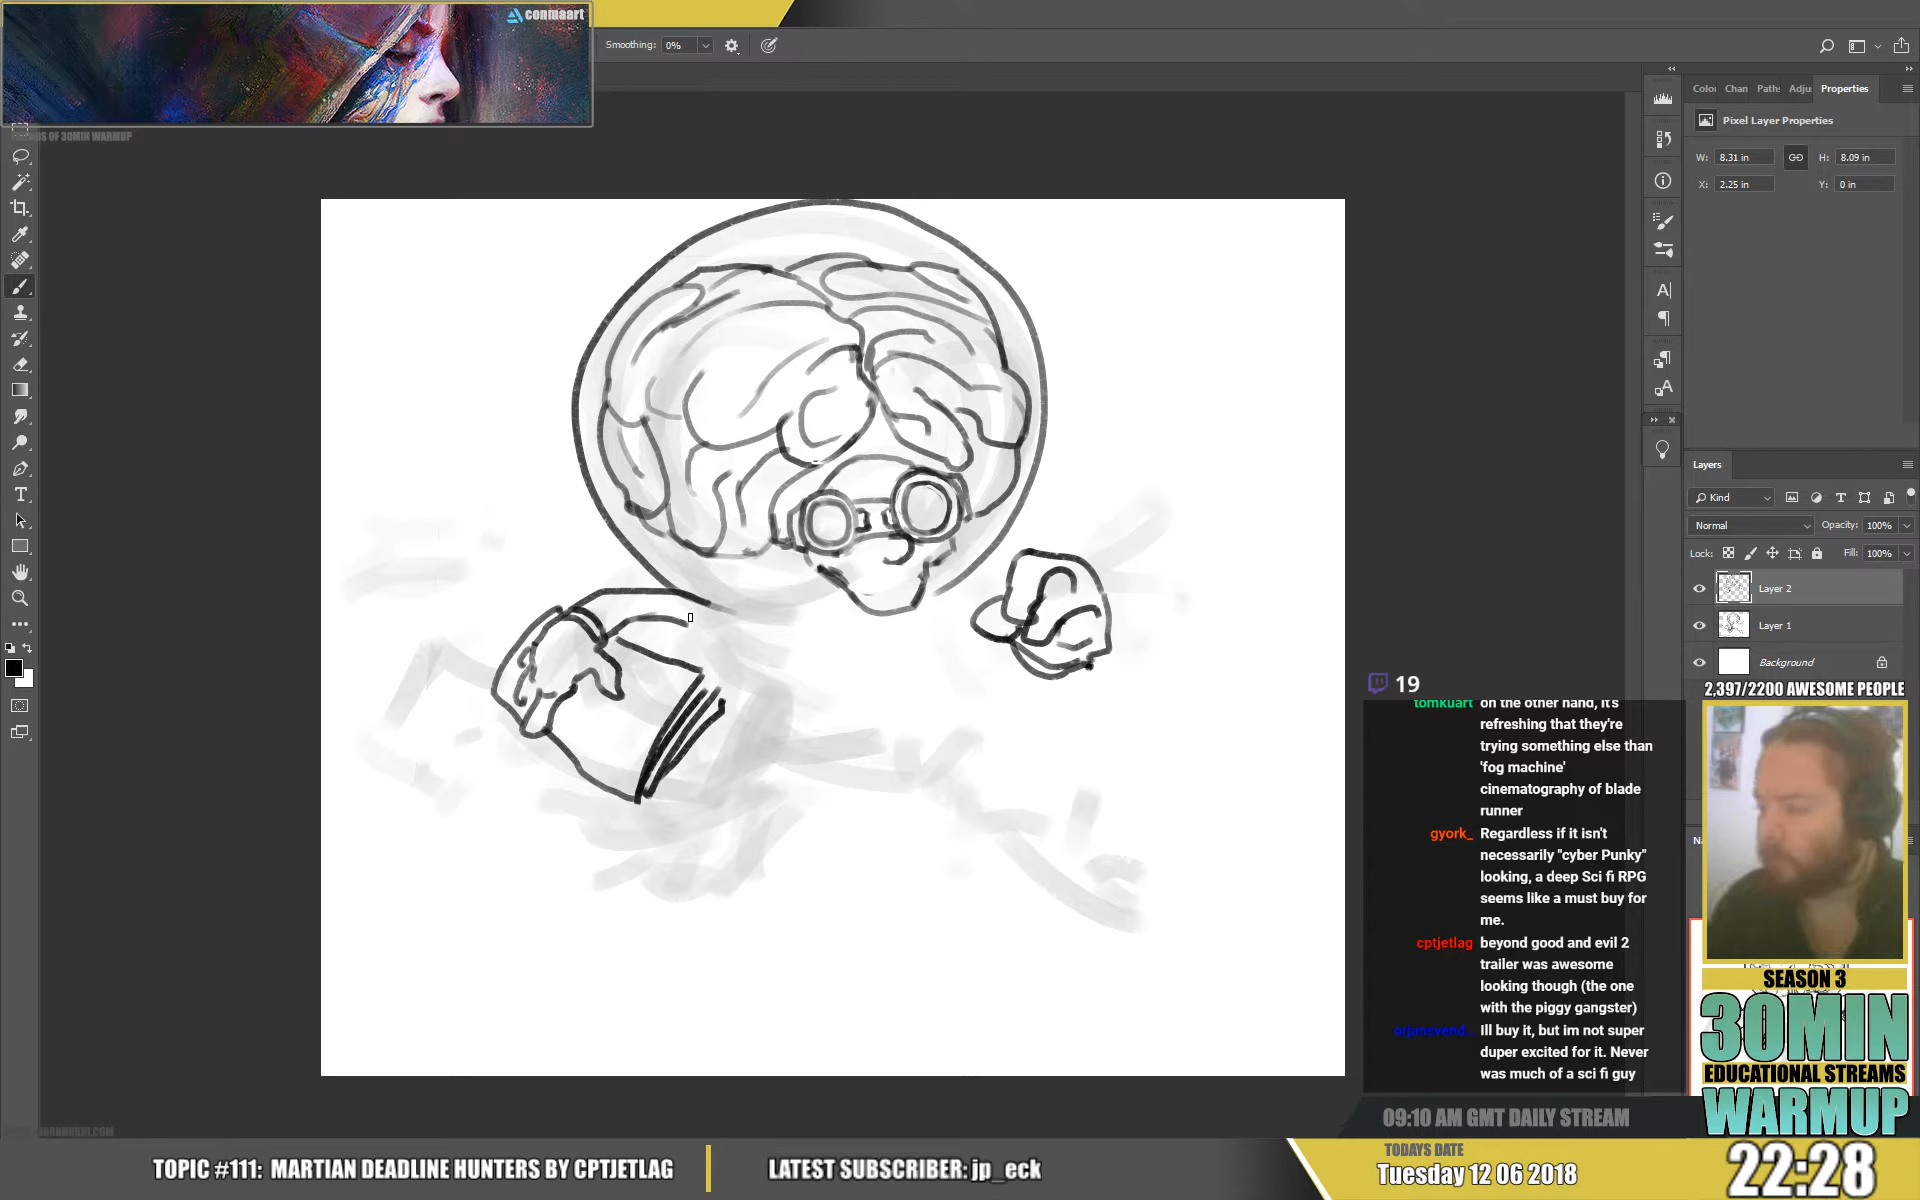 conmaart
Smoothing: 0%
OF 30MIN WARMUP
Chan Paths Properties
Pixel Layer Properties
W: 8.31 in H: 8.09 in
X: 2.25 in Y: 0 in
Layers
Kind
Normal Opacity: 100%
Lock: Fill: 100%
Layer 2
Layer 1
Background
2,397/2200 AWESOME PEOPLE
19
tomkuart on the other hand, it's
refreshing that they're
trying something else than
'fog machine'
cinematography of blade
runner
gyork_ Regardless if it isn't
necessarily "cyber Punky"
looking, a deep Sci fi RPG
seems like a must buy for
me.
cptjetlag beyond good and evil 2
trailer was awesome
looking though (the one
with the piggy gangster)
orjansvend... Ill buy it, but im not super
duper excited for it. Never
was much of a sci fi guy
SEASON 3
30MIN
EDUCATIONAL STREAMS
WARMUP
09:10 AM GMT DAILY STREAM
TODAYS DATE
Tuesday 12 06 2018
22:28
TOPIC #111: MARTIAN DEADLINE HUNTERS BY CPTJETLAG
LATEST SUBSCRIBER: jp_eck